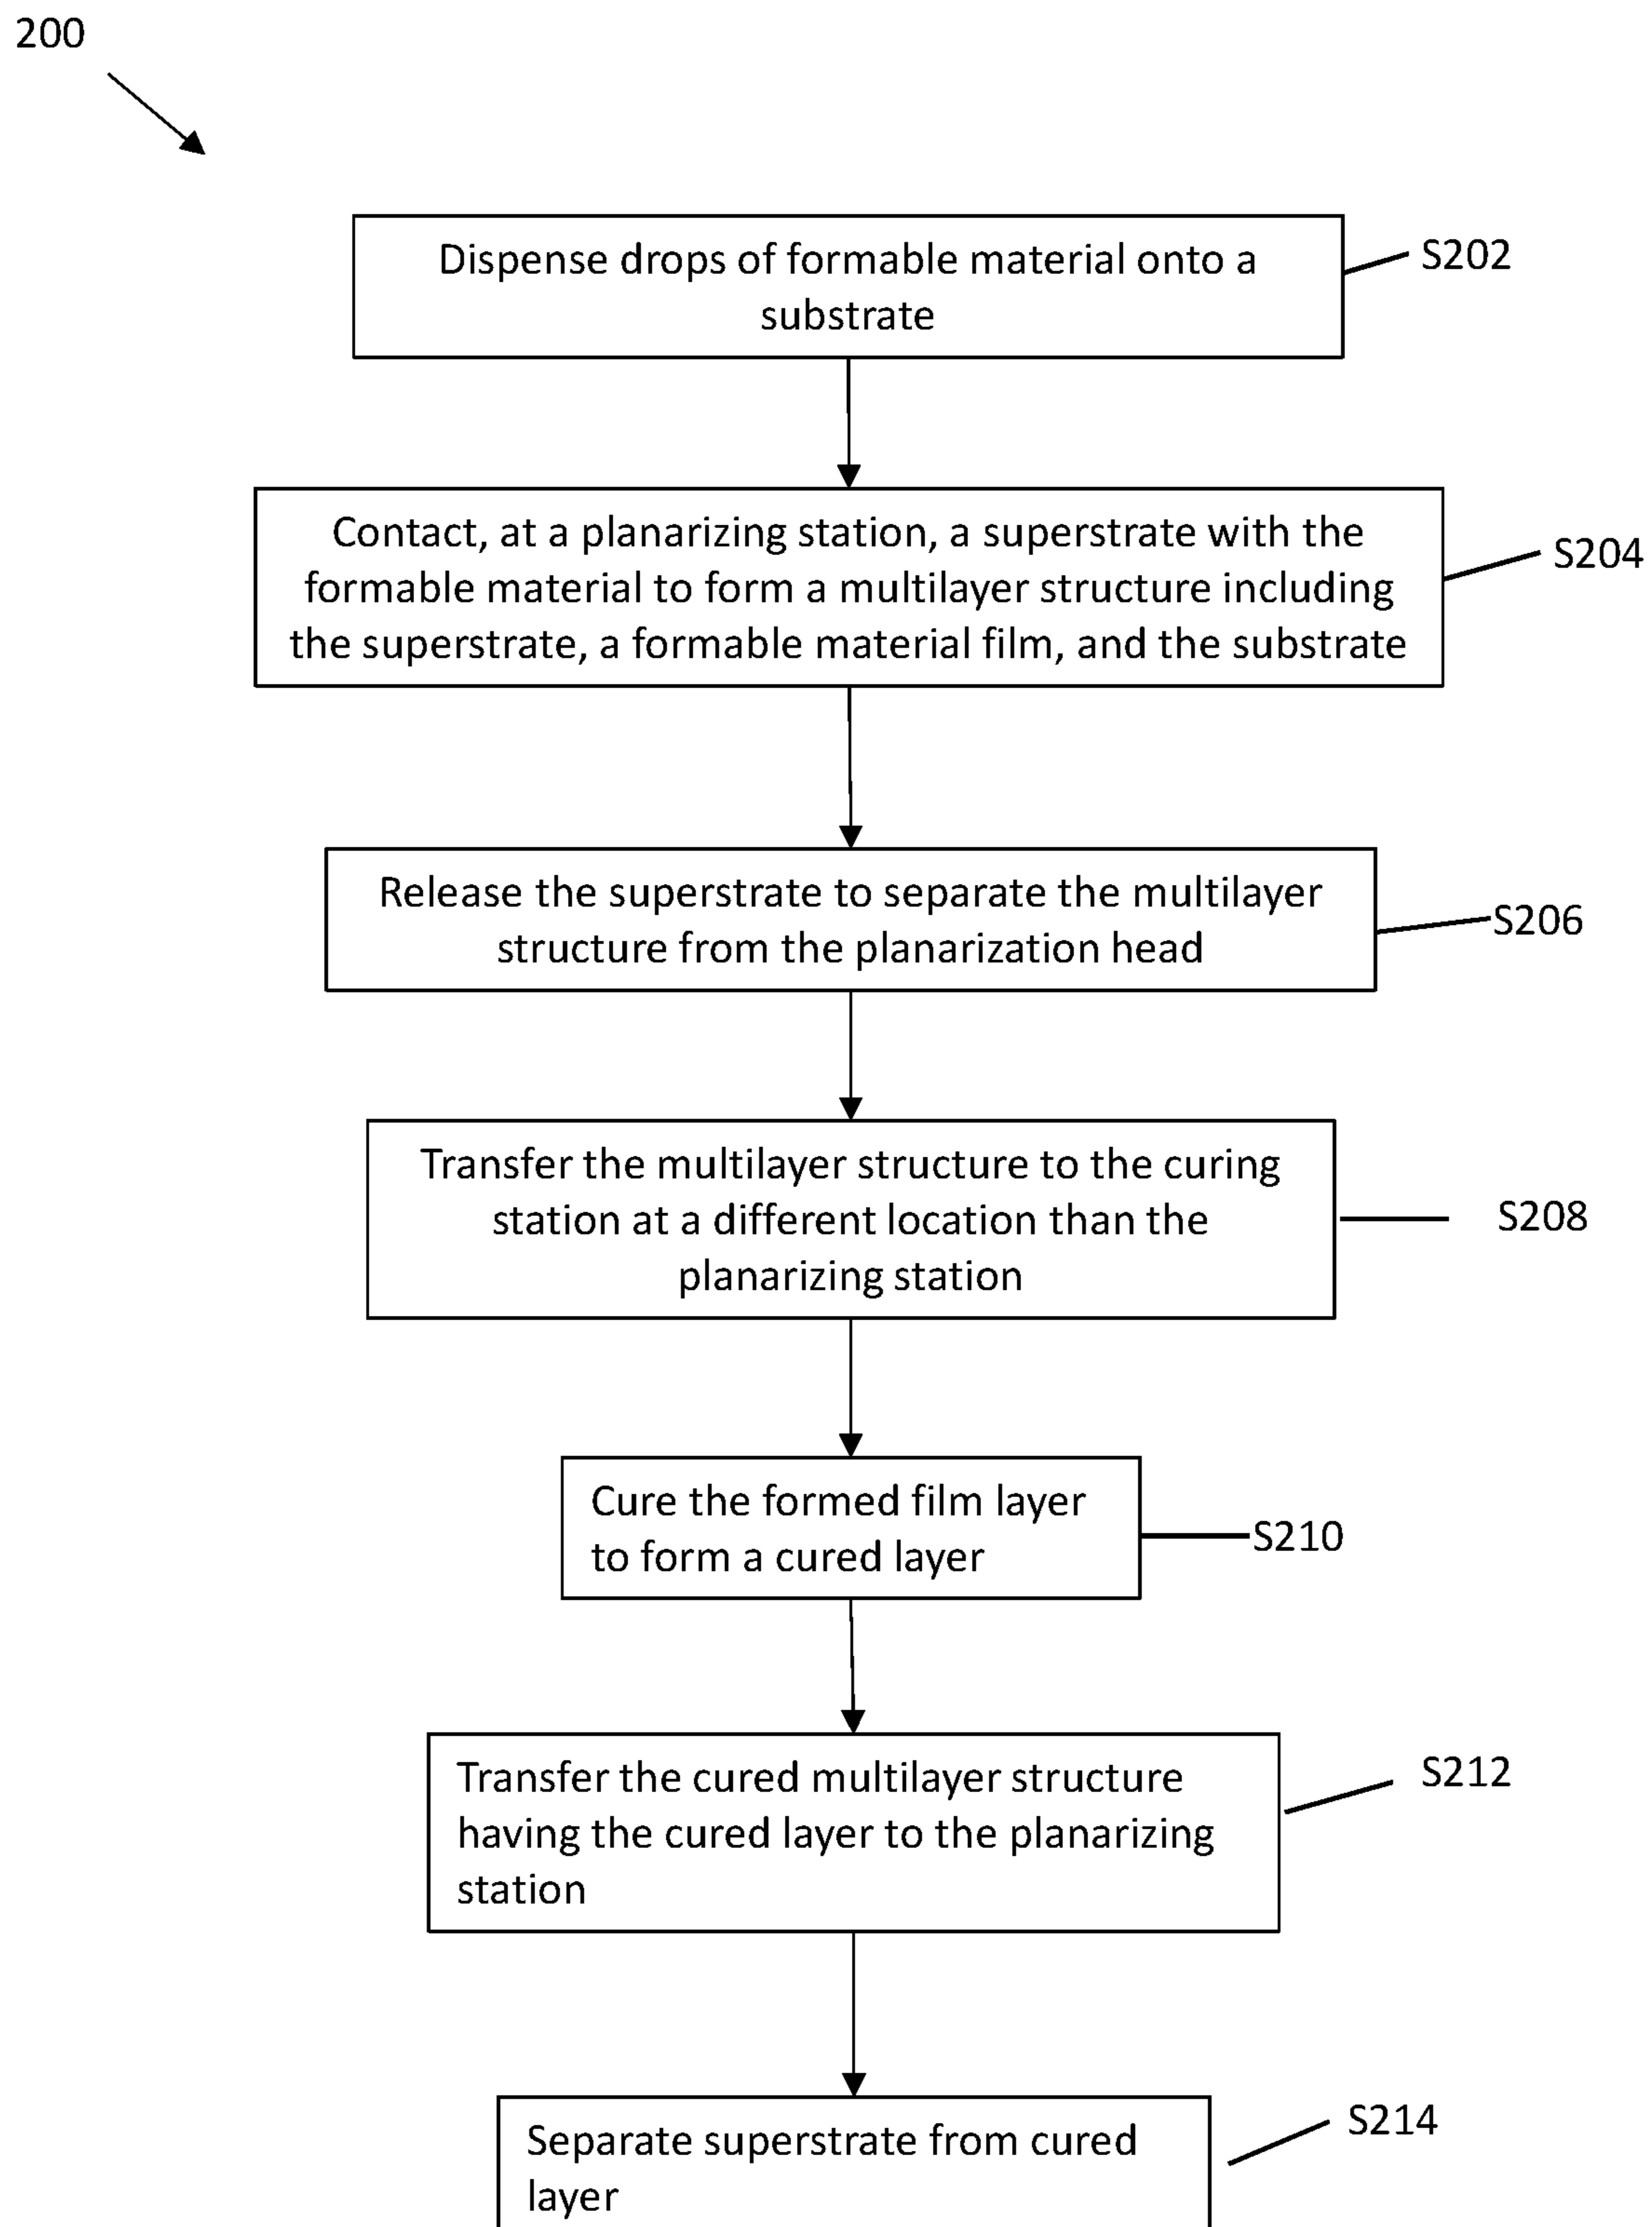 200
Dispense drops of formable material onto a
substrate
S202
Contact, at a planarizing station, a superstrate with the
formable material to form a multilayer structure including
the superstrate, a formable material film, and the substrate
S204
Release the superstrate to separate the multilayer
structure from the planarization head
S206
Transfer the multilayer structure to the curing
station at a different location than the
planarizing station
S208
Cure the formed film layer
to form a cured layer
S210
Transfer the cured multilayer structure
having the cured layer to the planarizing
station
S212
Separate superstrate from cured
layer
S214